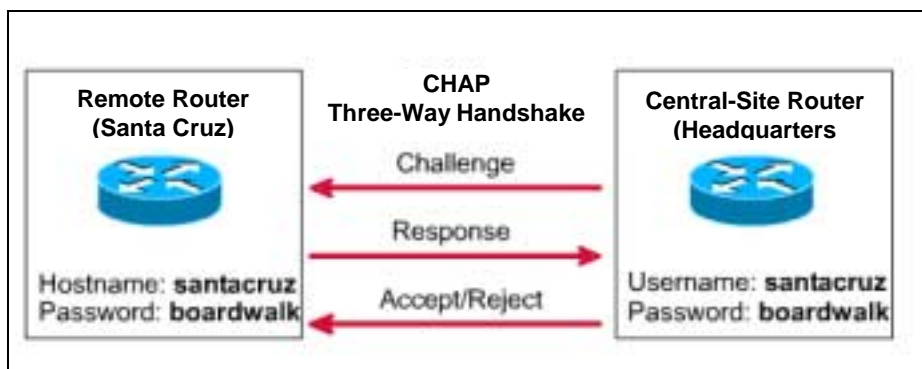 CHAP
Three-Way Handshake
Remote Router
(Santa Cruz)
Hostname: santacruz
Password: boardwalk
Challenge
Response
Accept/Reject
Central-Site Router
(Headquarters
Username: santacruz
Password: boardwalk